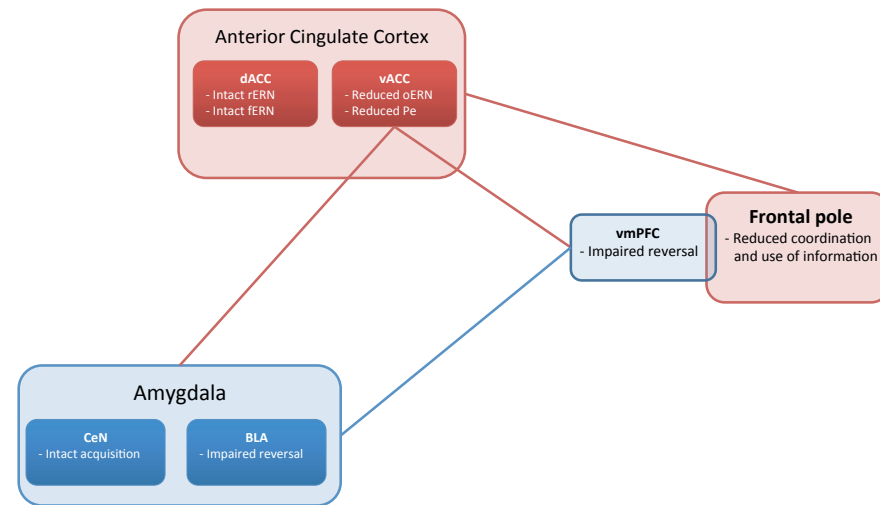 Anterior Cingulate Cortex
dACC
- Intact rERN
- Intact fERN
vACC
- Reduced oERN
- Reduced Pe
vmPFC
- Impaired reversal
Frontal pole
- Reduced coordination
and use of information
Amygdala
CeN
- Intact acquisition
BLA
- Impaired reversal